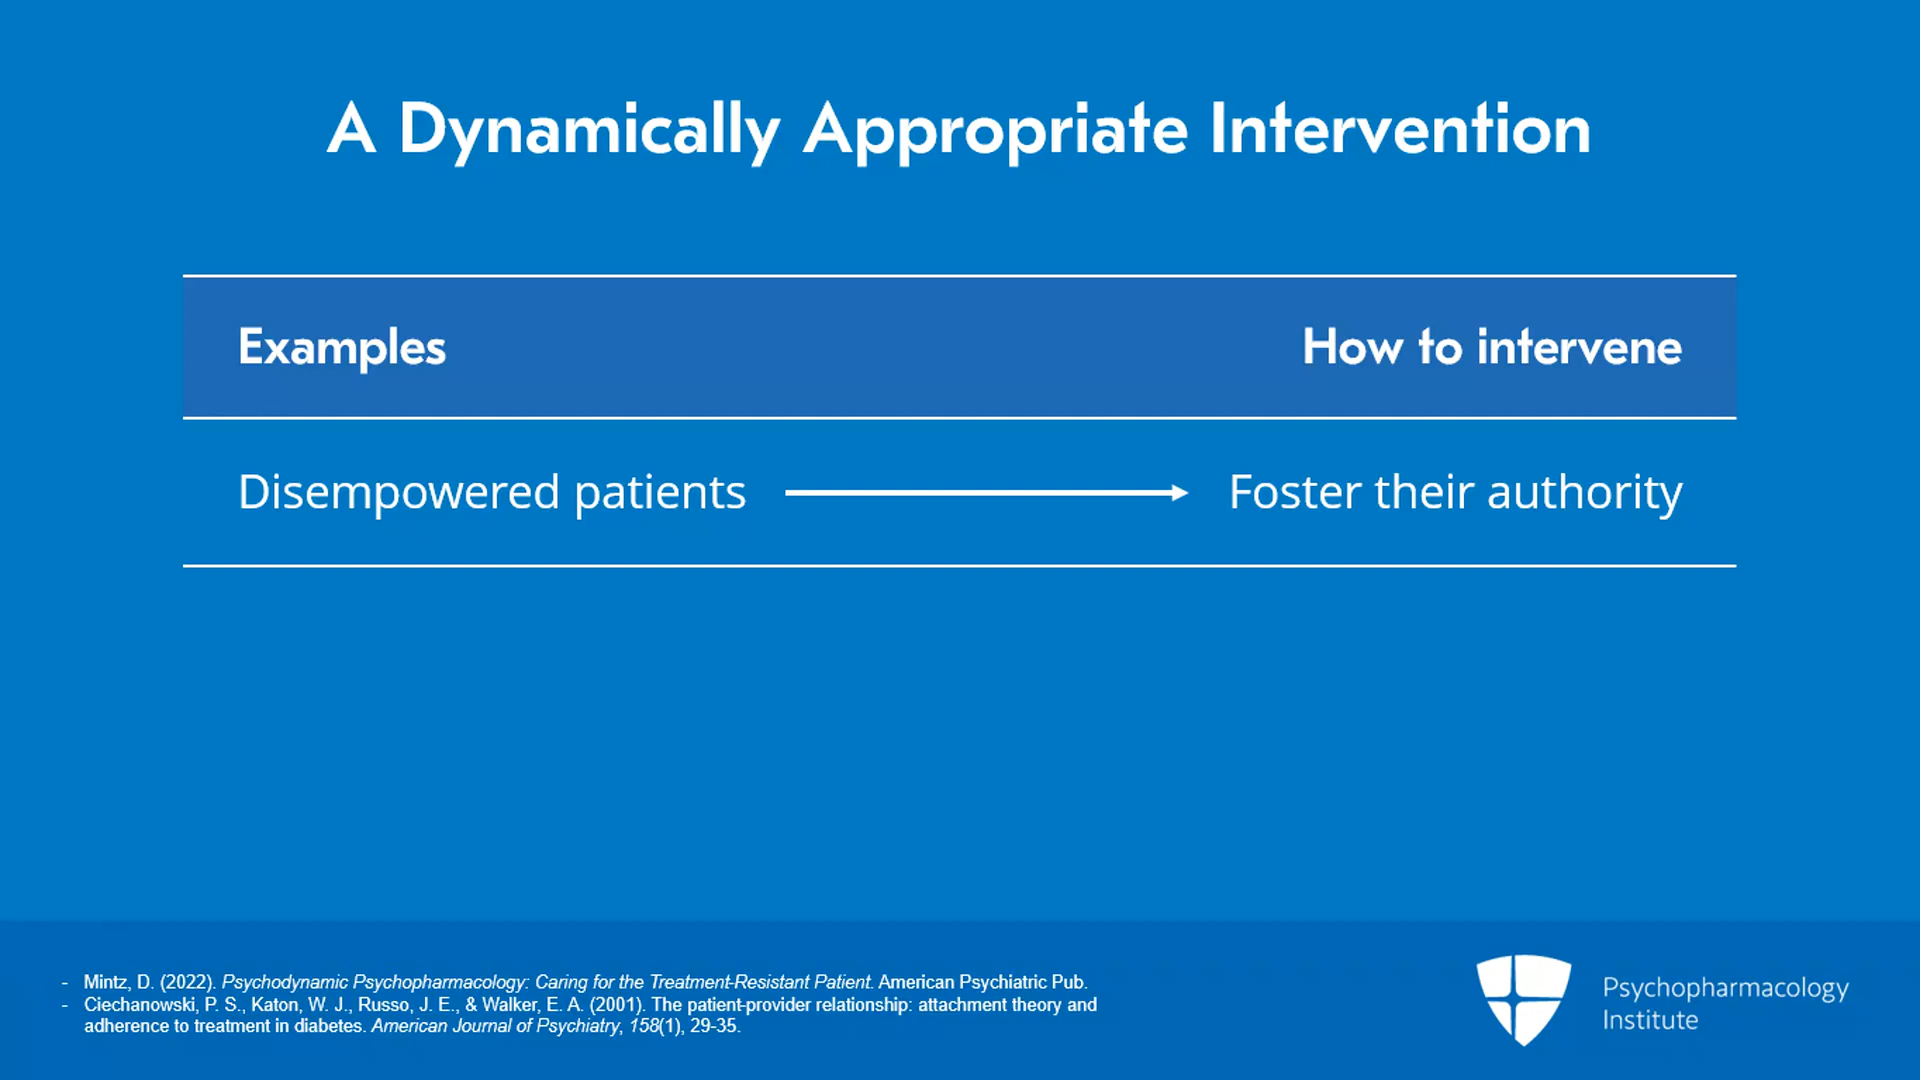 A Dynamically Appropriate Intervention
Examples
How to intervene
Disempowered patients
Foster their authority
- Mintz, D. (2022). Psychodynamic Psychopharmacology: Caring for the Treatment-Resistant Patient. American Psychiatric Pub.
- Ciechanowski, P. S., Katon, W. J., Russo, J. E., & Walker, E. A. (2001). The patient-provider relationship: attachment theory and
adherence to treatment in diabetes. American Journal of Psychiatry, 158(1), 29-35.
Psychopharmacology
Institute